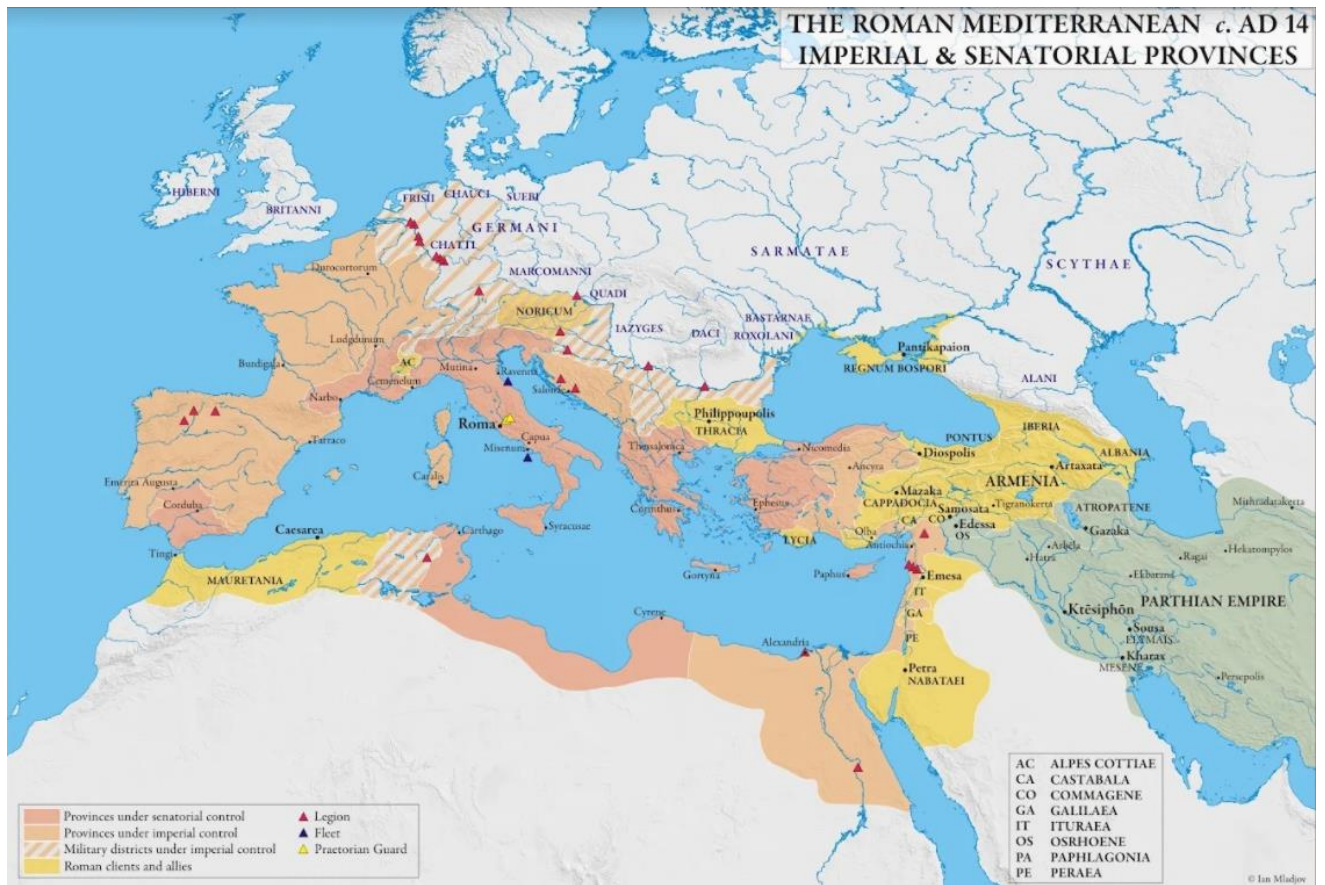 THE ROMAN MEDITERRANEAN c. AD 14
IMPERIAL & SENATORIAL PROVINCES
HIBERNI
BRITANNI
FRISII
CHAUCI
SUEBI
GERMANI
CHATTI
Durocortorum
MARCOMANNI
QUADI
SARMATAE
SCYTHAE
NORICUM
IAZYGES
DACI
BASTARNAE
ROXOLANI
Lugdunum
AC
Burdigala
Mutina
Ravenna
Cemenelum
Narbo
Salonae
Pantikapaion
REGNUM BOSPORI
ALANI
Roma
Capua
Misenum
Philippoupolis
THRACIA
Thessalonica
Nicomedia
PONTUS
Diospolis
IBERIA
ALBANIA
Tarraco
Caralis
Ancyra
ARMENIA
Artaxata
Emerita Augusta
Corduba
Mazaka
CAPPADOCIA
Tigranokerta
ATROPATENE
Mithradatkerta
Ephesus
Corinthus
Samosata
CA
CO
Edessa
OS
Gazaka
Caesarea
Carthago
Syracusae
LYCIA
Olba
Antiochia
Arbela
Hatra
Ragai
Hekatompylos
Tingi
MAURETANIA
Gortyna
Paphus
Emesa
Ekbatana
IT
GA
PE
PARTHIAN EMPIRE
Ktēsiphōn
Sousa
ELYMAIS
Kharax
MESENE
Persepolis
Cyrene
Alexandria
Petra
NABATAEI
AC ALPES COTTIAE
CA CASTABALA
CO COMMAGENE
GA GALILAEA
IT ITURAEA
OS OSRHOENE
PA PAPHLAGONIA
PE PERAEA
Provinces under senatorial control
Provinces under imperial control
Military districts under imperial control
Roman clients and allies
Legion
Fleet
Praetorian Guard
© Ian Mladjov